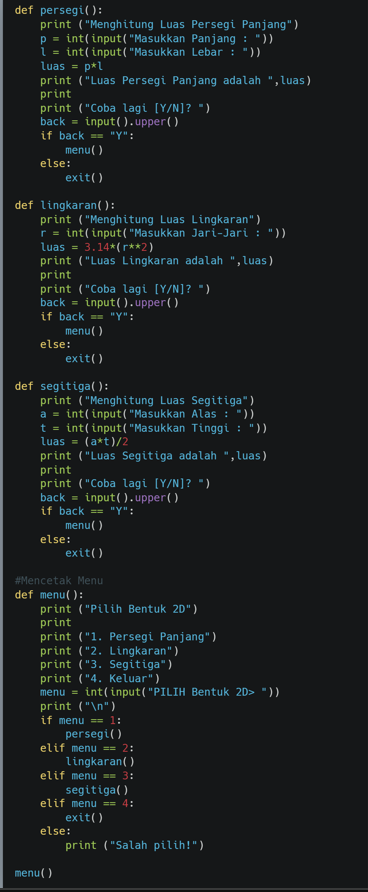 def persegi():
    print ("Menghitung Luas Persegi Panjang")
    p = int(input("Masukkan Panjang : "))
    l = int(input("Masukkan Lebar : "))
    luas = p*l
    print ("Luas Persegi Panjang adalah ",luas)
    print
    print ("Coba lagi [Y/N]? ")
    back = input().upper()
    if back == "Y":
        menu()
    else:
        exit()

def lingkaran():
    print ("Menghitung Luas Lingkaran")
    r = int(input("Masukkan Jari-Jari : "))
    luas = 3.14*(r**2)
    print ("Luas Lingkaran adalah ",luas)
    print
    print ("Coba lagi [Y/N]? ")
    back = input().upper()
    if back == "Y":
        menu()
    else:
        exit()

def segitiga():
    print ("Menghitung Luas Segitiga")
    a = int(input("Masukkan Alas : "))
    t = int(input("Masukkan Tinggi : "))
    luas = (a*t)/2
    print ("Luas Segitiga adalah ",luas)
    print
    print ("Coba lagi [Y/N]? ")
    back = input().upper()
    if back == "Y":
        menu()
    else:
        exit()

#Mencetak Menu
def menu():
    print ("Pilih Bentuk 2D")
    print
    print ("1. Persegi Panjang")
    print ("2. Lingkaran")
    print ("3. Segitiga")
    print ("4. Keluar")
    menu = int(input("PILIH Bentuk 2D> "))
    print ("\n")
    if menu == 1:
        persegi()
    elif menu == 2:
        lingkaran()
    elif menu == 3:
        segitiga()
    elif menu == 4:
        exit()
    else:
        print ("Salah pilih!")

menu()